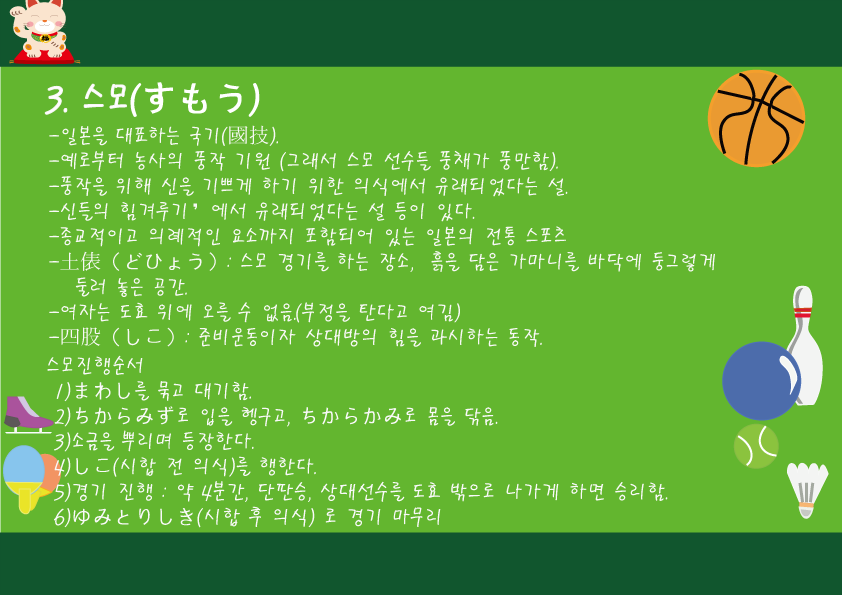 3. 스모(すもう)
-일본을 대표하는 국기(國技).
-예로부터 농사의 풍작 기원 (그래서 스모 선수들 풍채가 풍만함).
-풍작을 위해 신을 기쁘게 하기 위한 의식에서 유래되었다는 설.
-신들의 힘겨루기’에서 유래되었다는 설 등이 있다.
-종교적이고 의례적인 요소까지 포함되어 있는 일본의 전통 스포츠
-土俵（どひょう）: 스모 경기를 하는 장소, 흙을 담은 가마니를 바닥에 둥그렇게
둘러 놓은 공간.
-여자는 도효 위에 오를 수 없음.(부정을 탄다고 여김)
-四股（しこ）: 준비운동이자 상대방의 힘을 과시하는 동작.
스모진행순서
1)まわし를 묶고 대기함.
2)ちからみず로 입을 헹구고, ちからかみ로 몸을 닦음.
3)소금을 뿌리며 등장한다.
4)しこ(시합 전 의식)를 행한다.
5)경기 진행 : 약 4분간, 단판승, 상대선수를 도효 밖으로 나가게 하면 승리함.
6)ゆみとりしき(시합 후 의식) 로 경기 마무리